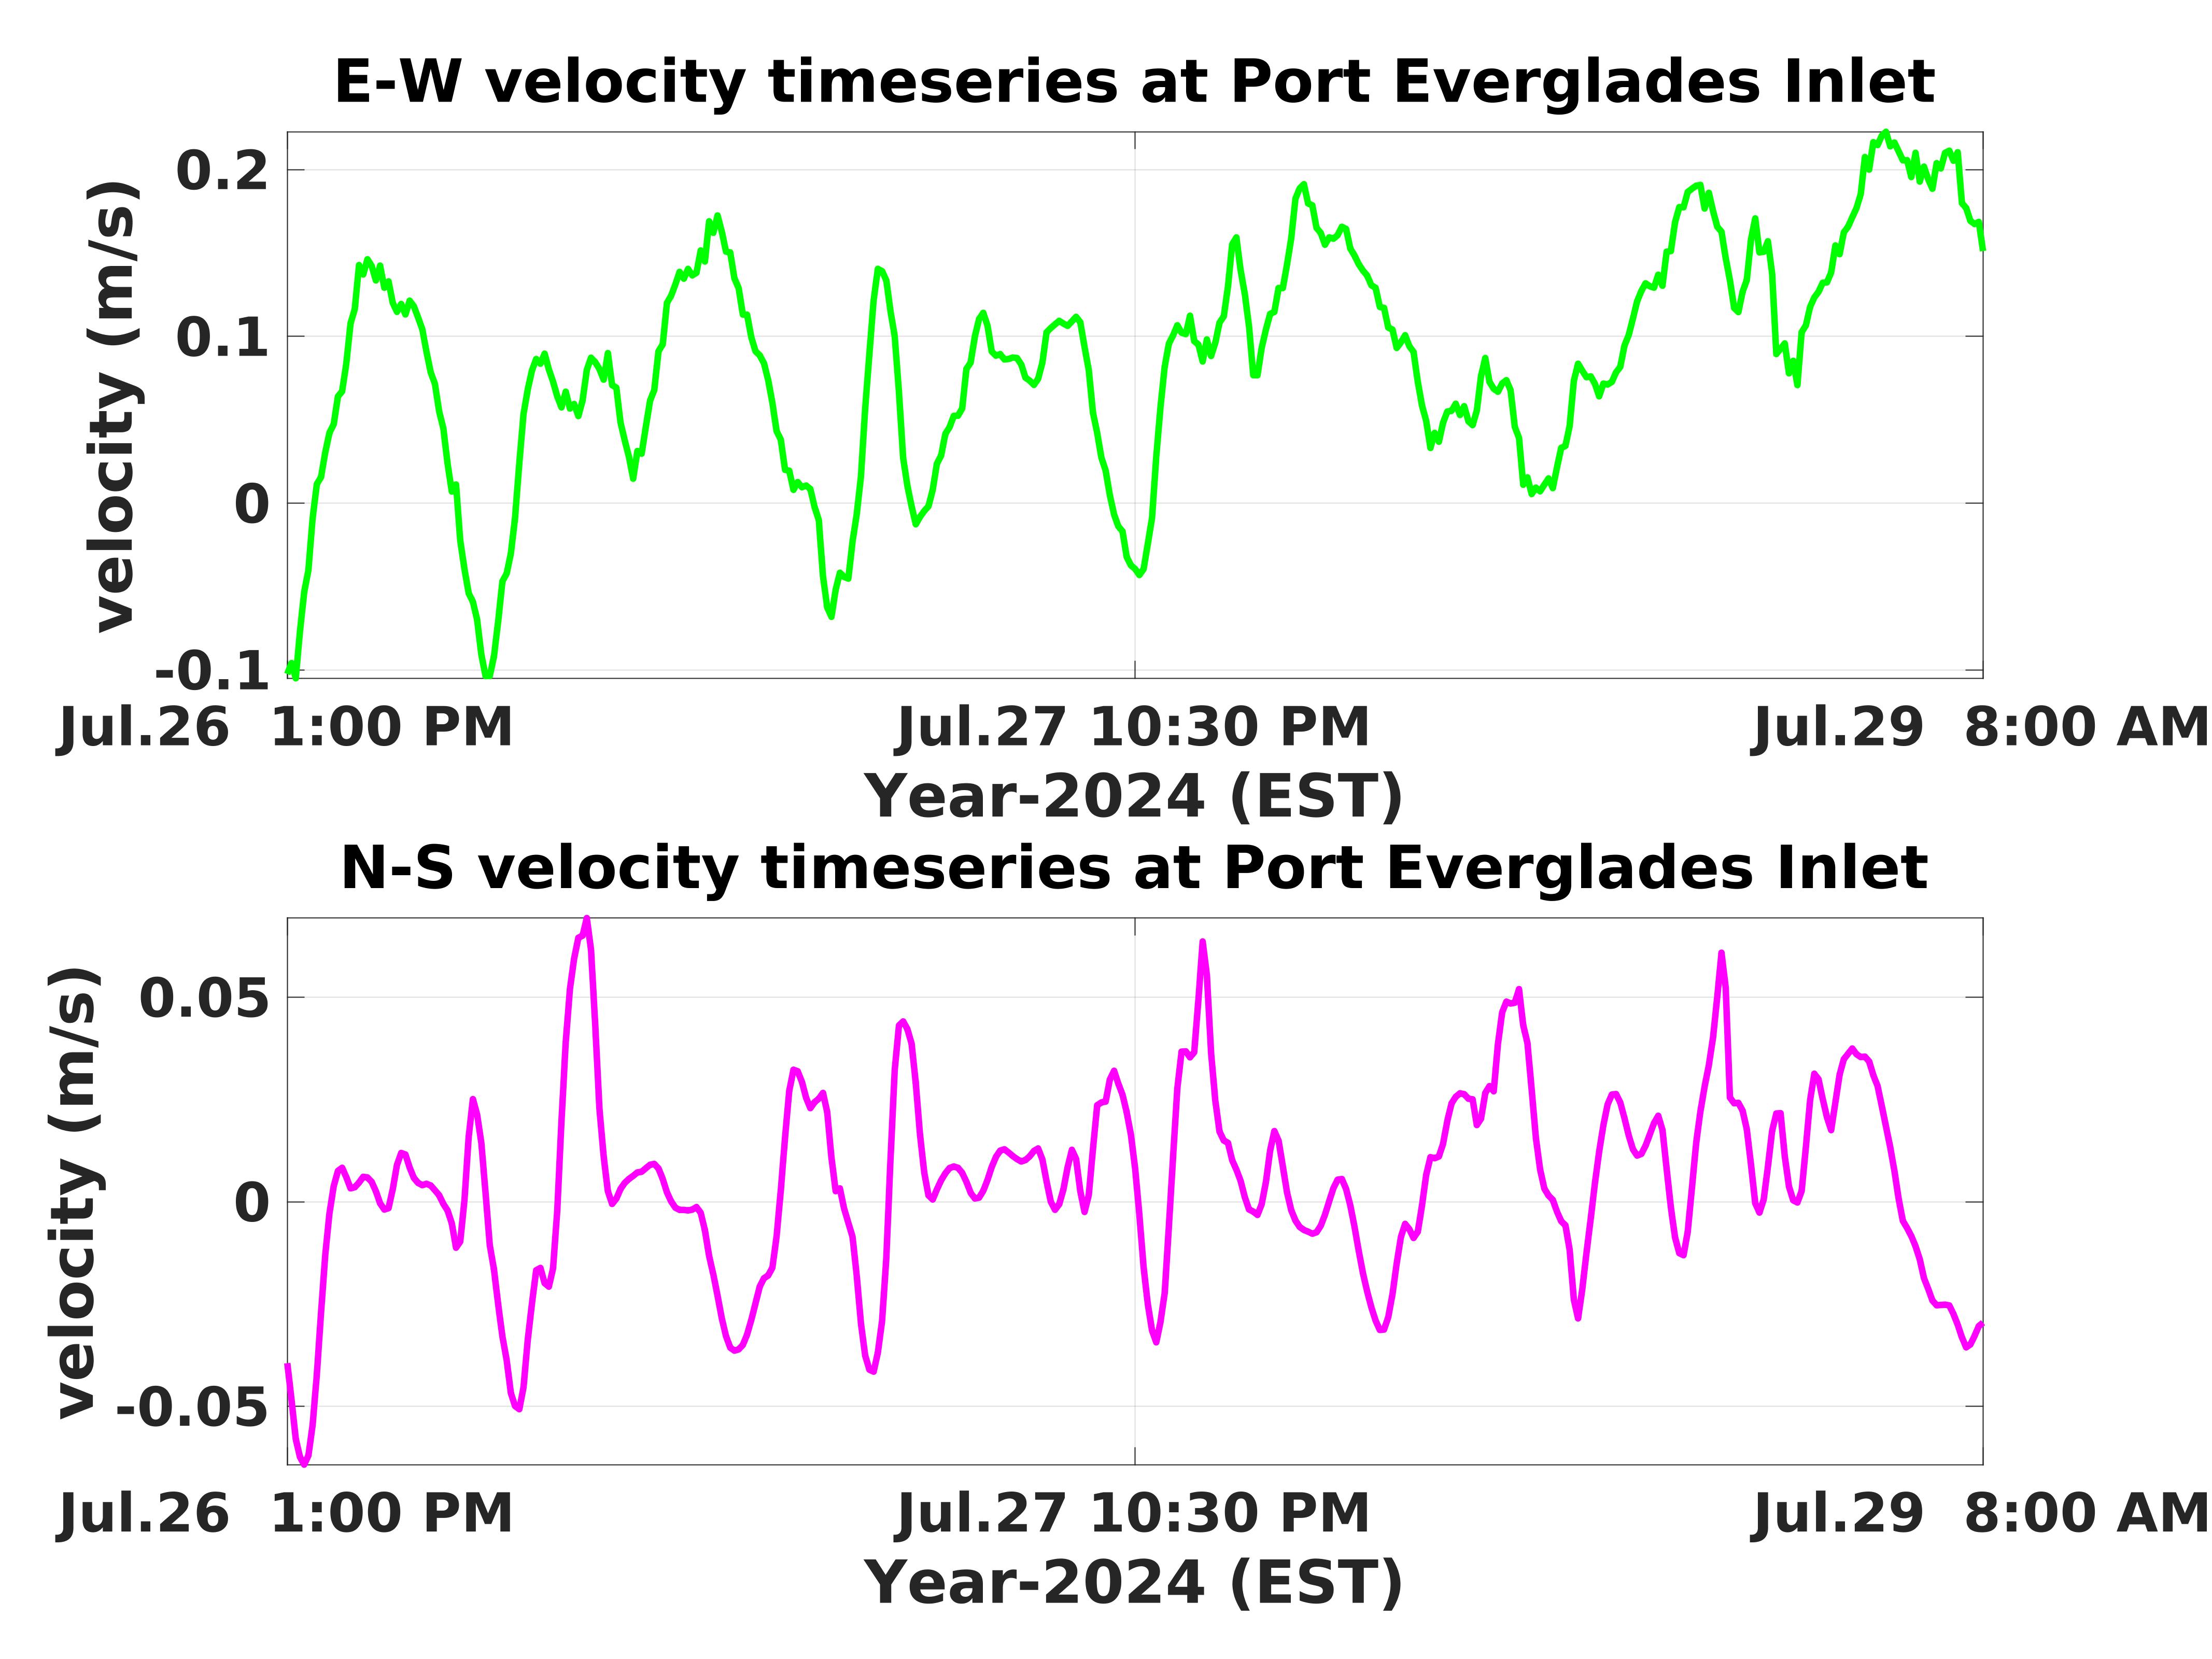 E-W velocity timeseries at Port Everglades Inlet
velocity (m/s)
0.2
0.1
0
-0.1
Jul.26  1:00 PM
Jul.27 10:30 PM
Jul.29  8:00 AM
Year-2024 (EST)
N-S velocity timeseries at Port Everglades Inlet
velocity (m/s)
0.05
0
-0.05
Jul.26  1:00 PM
Jul.27 10:30 PM
Jul.29  8:00 AM
Year-2024 (EST)